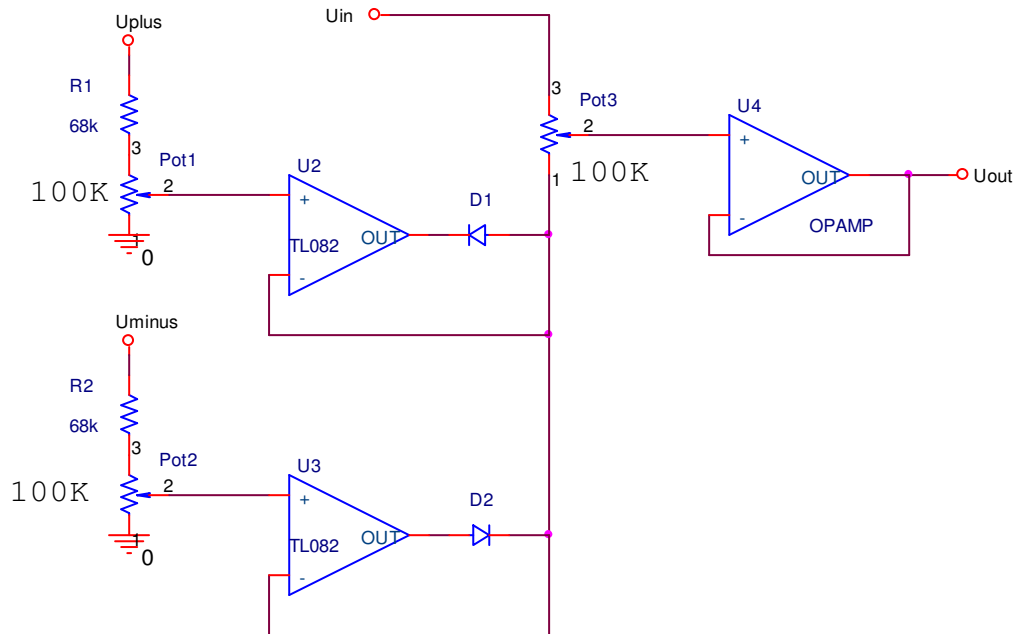 Uplus
Uin
R1
68k
3
Pot1
2
100K
1
0
U2
+
-
TL082
OUT
D1
3
Pot3
2
1
100K
U4
+
-
OUT
OPAMP
Uout
Uminus
R2
68k
3
Pot2
2
100K
1
0
U3
+
-
TL082
OUT
D2